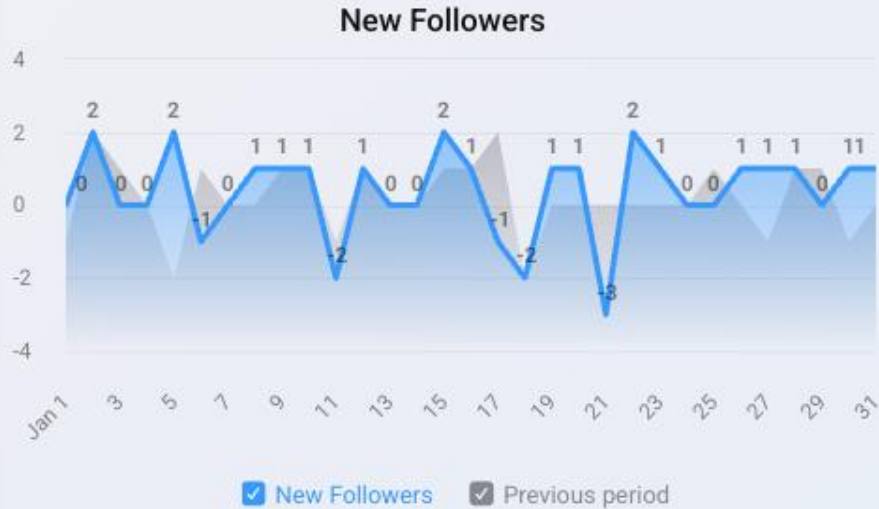 New Followers
4
2 2 2 2
1 1 1 1 1 1 1 1 1 1 1 11
0 0 0 0 0 0 0 0 0
0
-1 -1
-2 -2
-2
-3
-4
Jan 1 3 5 7 9 11 13 15 17 19 21 23 25 27 29 31
New Followers Previous period